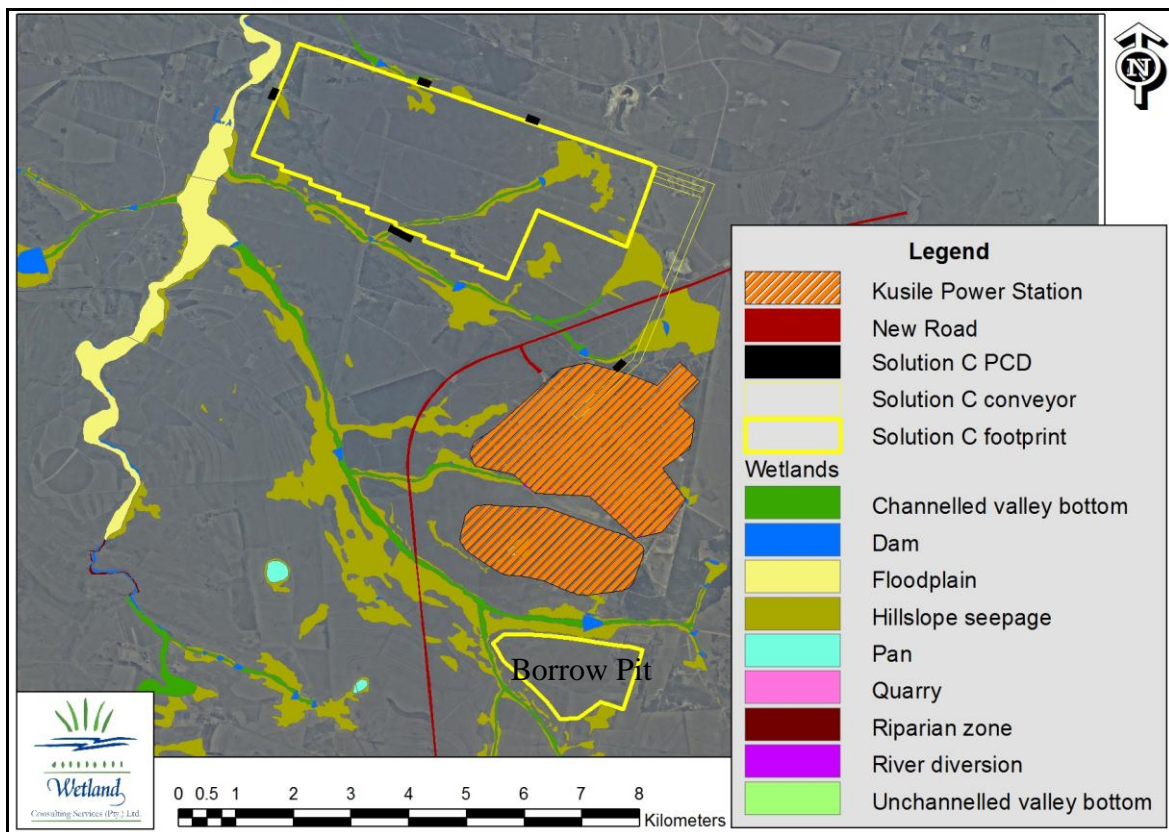 N
Legend
Kusile Power Station
New Road
Solution C PCD
Solution C conveyor
Solution C footprint
Wetlands
Channelled valley bottom
Dam
Floodplain
Hillslope seepage
Pan
Quarry
Riparian zone
River diversion
Unchannelled valley bottom
Borrow Pit
Wetland
Consulting Services (Pty.) Ltd.
0 0.5 1 2 3 4 5 6 7 8
Kilometers